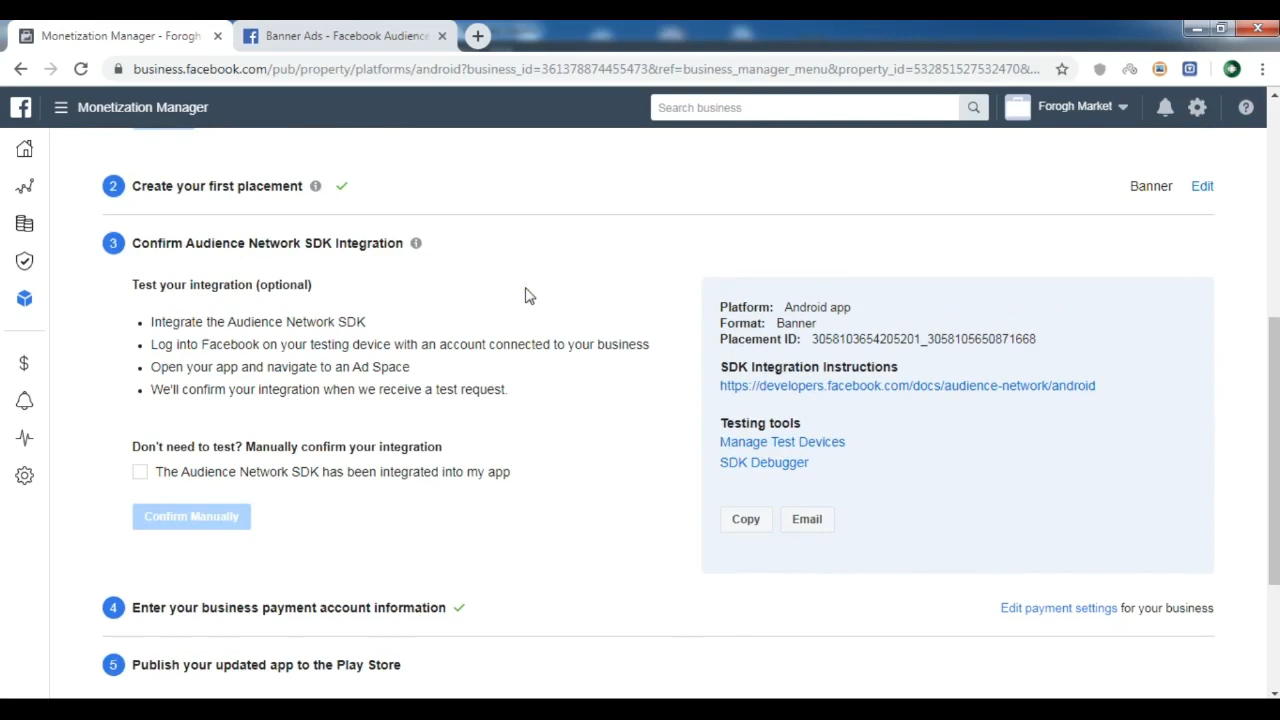 Monetization Manager - Forogh
Banner Ads - Facebook Audience
business.facebook.com/pub/property/platforms/android?business_id=361378874455473&ref=business_manager_menu&property_id=532851527532470&...
Monetization Manager
Search business
Forogh Market
2 Create your first placement
Banner Edit
3 Confirm Audience Network SDK Integration
Test your integration (optional)
• Integrate the Audience Network SDK
• Log into Facebook on your testing device with an account connected to your business
• Open your app and navigate to an Ad Space
• We'll confirm your integration when we receive a test request.
Don't need to test? Manually confirm your integration
The Audience Network SDK has been integrated into my app
Confirm Manually
Platform: Android app
Format: Banner
Placement ID: 3058103654205201_3058105650871668
SDK Integration Instructions
https://developers.facebook.com/docs/audience-network/android
Testing tools
Manage Test Devices
SDK Debugger
Copy Email
4 Enter your business payment account information
Edit payment settings for your business
5 Publish your updated app to the Play Store